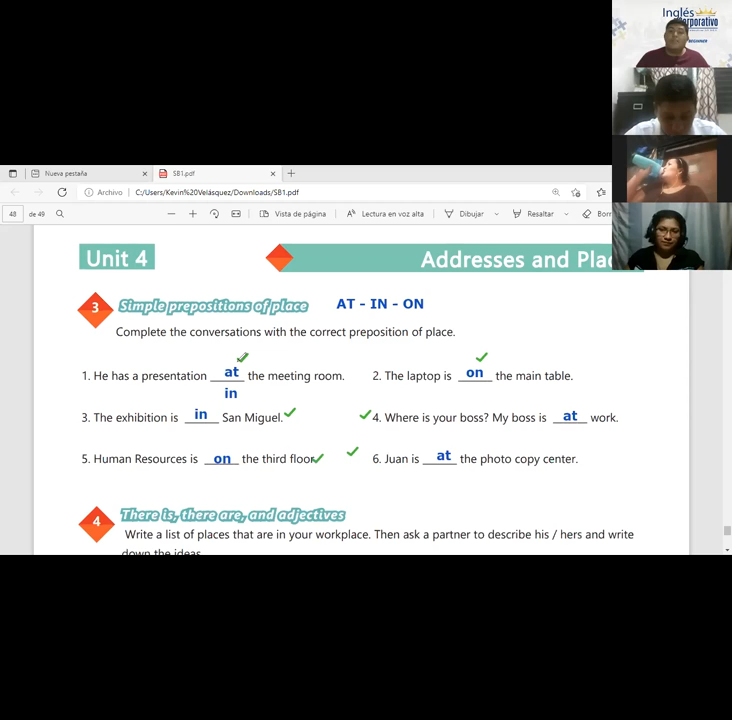 Inglés
Corporativo
BEGINNER
Nueva pestaña
SB1.pdf
Archivo
C:/Users/Kevin%20Velásquez/Downloads/SB1.pdf
48 de 49
Vista de página
Lectura en voz alta
Dibujar
Resaltar
Borr
Unit 4
Addresses and Pla
3 Simple prepositions of place AT - IN - ON
Complete the conversations with the correct preposition of place.
1. He has a presentation at the meeting room.
in
2. The laptop is on the main table.
3. The exhibition is in San Miguel.
4. Where is your boss? My boss is at work.
5. Human Resources is on the third floor
6. Juan is at the photo copy center.
4 There is, there are, and adjectives
Write a list of places that are in your workplace. Then ask a partner to describe his / hers and write
down the ideas.